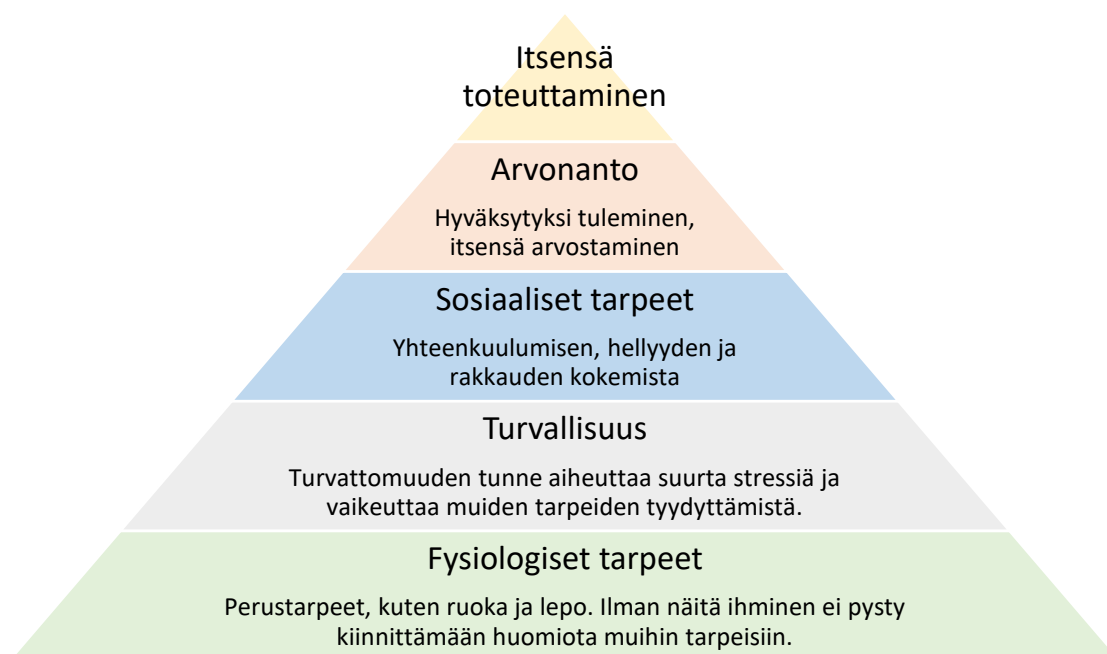 Itsensä
toteuttaminen
Arvonanto
Hyväksytyksi tuleminen,
itsensä arvostaminen
Sosiaaliset tarpeet
Yhteenkuulumisen, hellyyden ja
rakkauden kokemista
Turvallisuus
Turvattomuuden tunne aiheuttaa suurta stressiä ja
vaikeuttaa muiden tarpeiden tyydyttämistä.
Fysiologiset tarpeet
Perustarpeet, kuten ruoka ja lepo. Ilman näitä ihminen ei pysty
kiinnittämään huomiota muihin tarpeisiin.